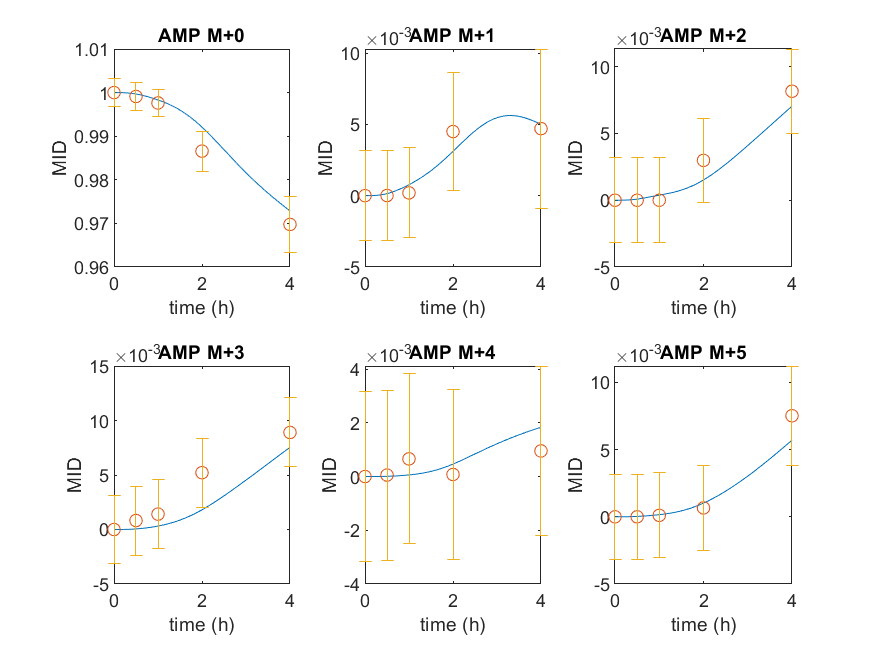 AMP M+0
1.01
1
0.99
0.98
0.97
0.96
MID
0 2 4
time (h)
×10-3 AMP M+1
10
5
0
-5
MID
0 2 4
time (h)
×10-3 AMP M+2
10
5
0
-5
MID
0 2 4
time (h)
×10-3 AMP M+3
15
10
5
0
-5
MID
0 2 4
time (h)
×10-3 AMP M+4
4
2
0
-2
-4
MID
0 2 4
time (h)
×10-3 AMP M+5
10
5
0
-5
MID
0 2 4
time (h)